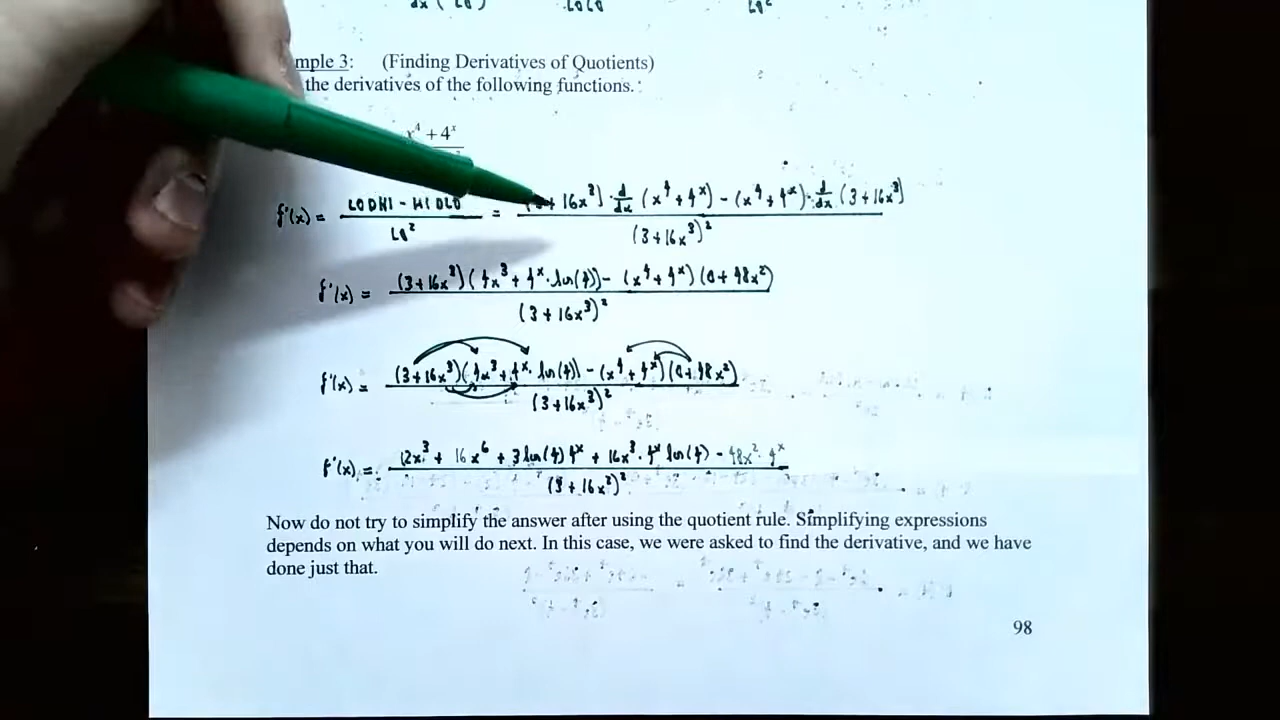 mple 3: (Finding Derivatives of Quotients)
the derivatives of the following functions.
x⁴ + 4ˣ
f'(x) = (LODHI - HIDLO) / LO² = (3 + 16x³) · d/dx (x⁴ + 4ˣ) - (x⁴ + 4ˣ) · d/dx (3 + 16x³) / (3 + 16x³)²
f'(x) = (3 + 16x³)(4x³ + 4ˣ · ln(4)) - (x⁴ + 4ˣ)(0 + 48x²) / (3 + 16x³)²
f'(x) = (3 + 16x³)(4x³ + 4ˣ · ln(4)) - (x⁴ + 4ˣ)(0 + 48x²) / (3 + 16x³)²
f'(x) = 12x³ + 16x⁶ + 3 ln(4) 4ˣ + 16x³ · 4ˣ ln(4) - 48x² · 4ˣ / (3 + 16x²)²
Now do not try to simplify the answer after using the quotient rule. Simplifying expressions
depends on what you will do next. In this case, we were asked to find the derivative, and we have
done just that.
98